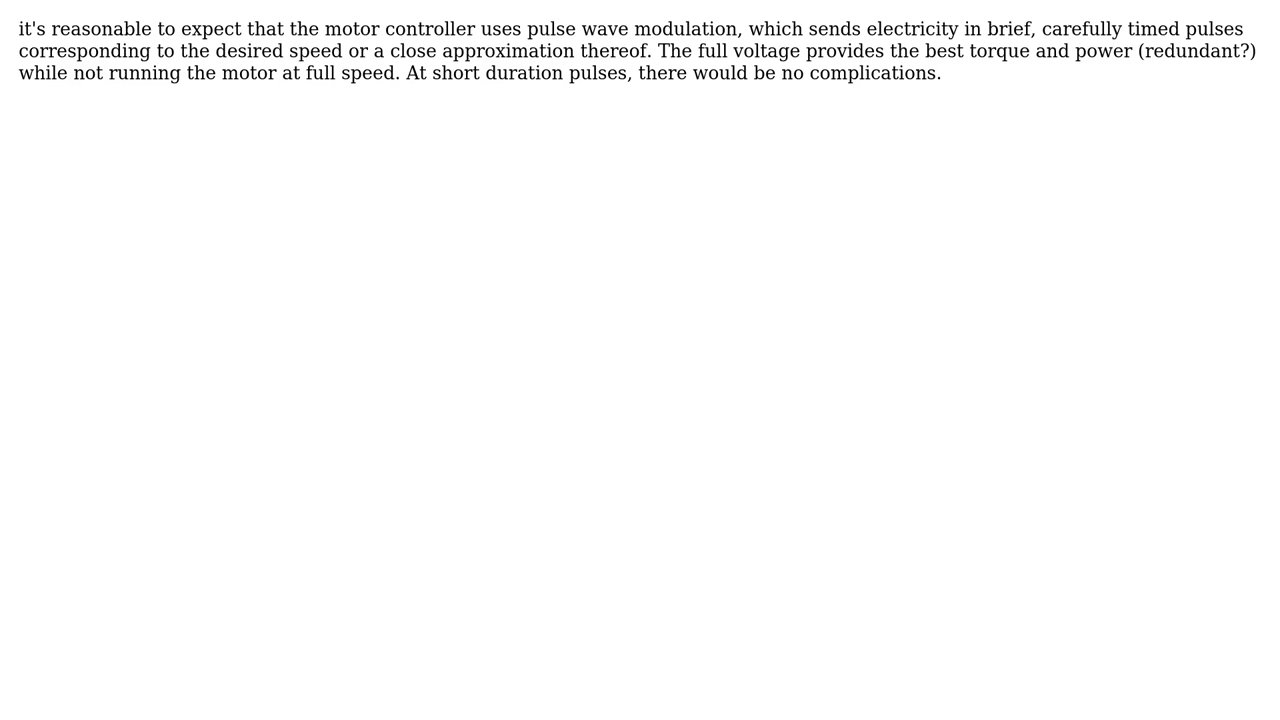 it's reasonable to expect that the motor controller uses pulse wave modulation, which sends electricity in brief, carefully timed pulses
corresponding to the desired speed or a close approximation thereof. The full voltage provides the best torque and power (redundant?)
while not running the motor at full speed. At short duration pulses, there would be no complications.